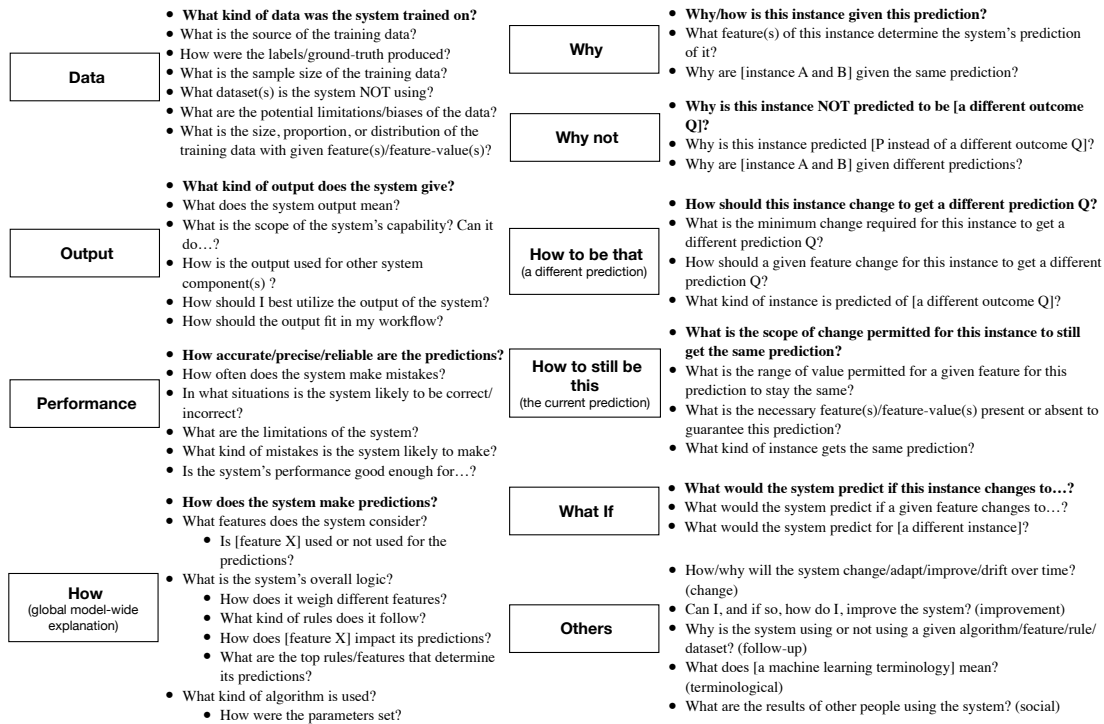 Data
• What kind of data was the system trained on?
• What is the source of the training data?
• How were the labels/ground-truth produced?
• What is the sample size of the training data?
• What dataset(s) is the system NOT using?
• What are the potential limitations/biases of the data?
• What is the size, proportion, or distribution of the
training data with given feature(s)/feature-value(s)?
Output
• What kind of output does the system give?
• What does the system output mean?
• What is the scope of the system's capability? Can it
do…?
• How is the output used for other system
component(s) ?
• How should I best utilize the output of the system?
• How should the output fit in my workflow?
Performance
• How accurate/precise/reliable are the predictions?
• How often does the system make mistakes?
• In what situations is the system likely to be correct/
incorrect?
• What are the limitations of the system?
• What kind of mistakes is the system likely to make?
• Is the system's performance good enough for…?
How
(global model-wide
explanation)
• How does the system make predictions?
• What features does the system consider?
• Is [feature X] used or not used for the
predictions?
• What is the system's overall logic?
• How does it weigh different features?
• What kind of rules does it follow?
• How does [feature X] impact its predictions?
• What are the top rules/features that determine
its predictions?
• What kind of algorithm is used?
• How were the parameters set?
Why
• Why/how is this instance given this prediction?
• What feature(s) of this instance determine the system's prediction
of it?
• Why are [instance A and B] given the same prediction?
Why not
• Why is this instance NOT predicted to be [a different outcome
Q]?
• Why is this instance predicted [P instead of a different outcome Q]?
• Why are [instance A and B] given different predictions?
How to be that
(a different prediction)
• How should this instance change to get a different prediction Q?
• What is the minimum change required for this instance to get a
different prediction Q?
• How should a given feature change for this instance to get a different
prediction Q?
• What kind of instance is predicted of [a different outcome Q]?
How to still be
this
(the current prediction)
• What is the scope of change permitted for this instance to still
get the same prediction?
• What is the range of value permitted for a given feature for this
prediction to stay the same?
• What is the necessary feature(s)/feature-value(s) present or absent to
guarantee this prediction?
• What kind of instance gets the same prediction?
What If
• What would the system predict if this instance changes to…?
• What would the system predict if a given feature changes to…?
• What would the system predict for [a different instance]?
Others
• How/why will the system change/adapt/improve/drift over time?
(change)
• Can I, and if so, how do I, improve the system? (improvement)
• Why is the system using or not using a given algorithm/feature/rule/
dataset? (follow-up)
• What does [a machine learning terminology] mean?
(terminological)
• What are the results of other people using the system? (social)